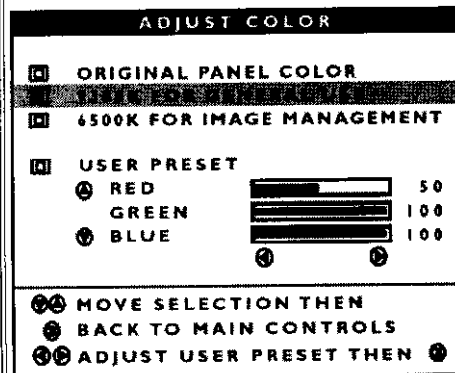 ADJUST COLOR
ORIGINAL PANEL COLOR
6500K FOR IMAGE MANAGEMENT
USER PRESET
RED 50
GREEN 100
BLUE 100
MOVE SELECTION THEN
BACK TO MAIN CONTROLS
ADJUST USER PRESET THEN